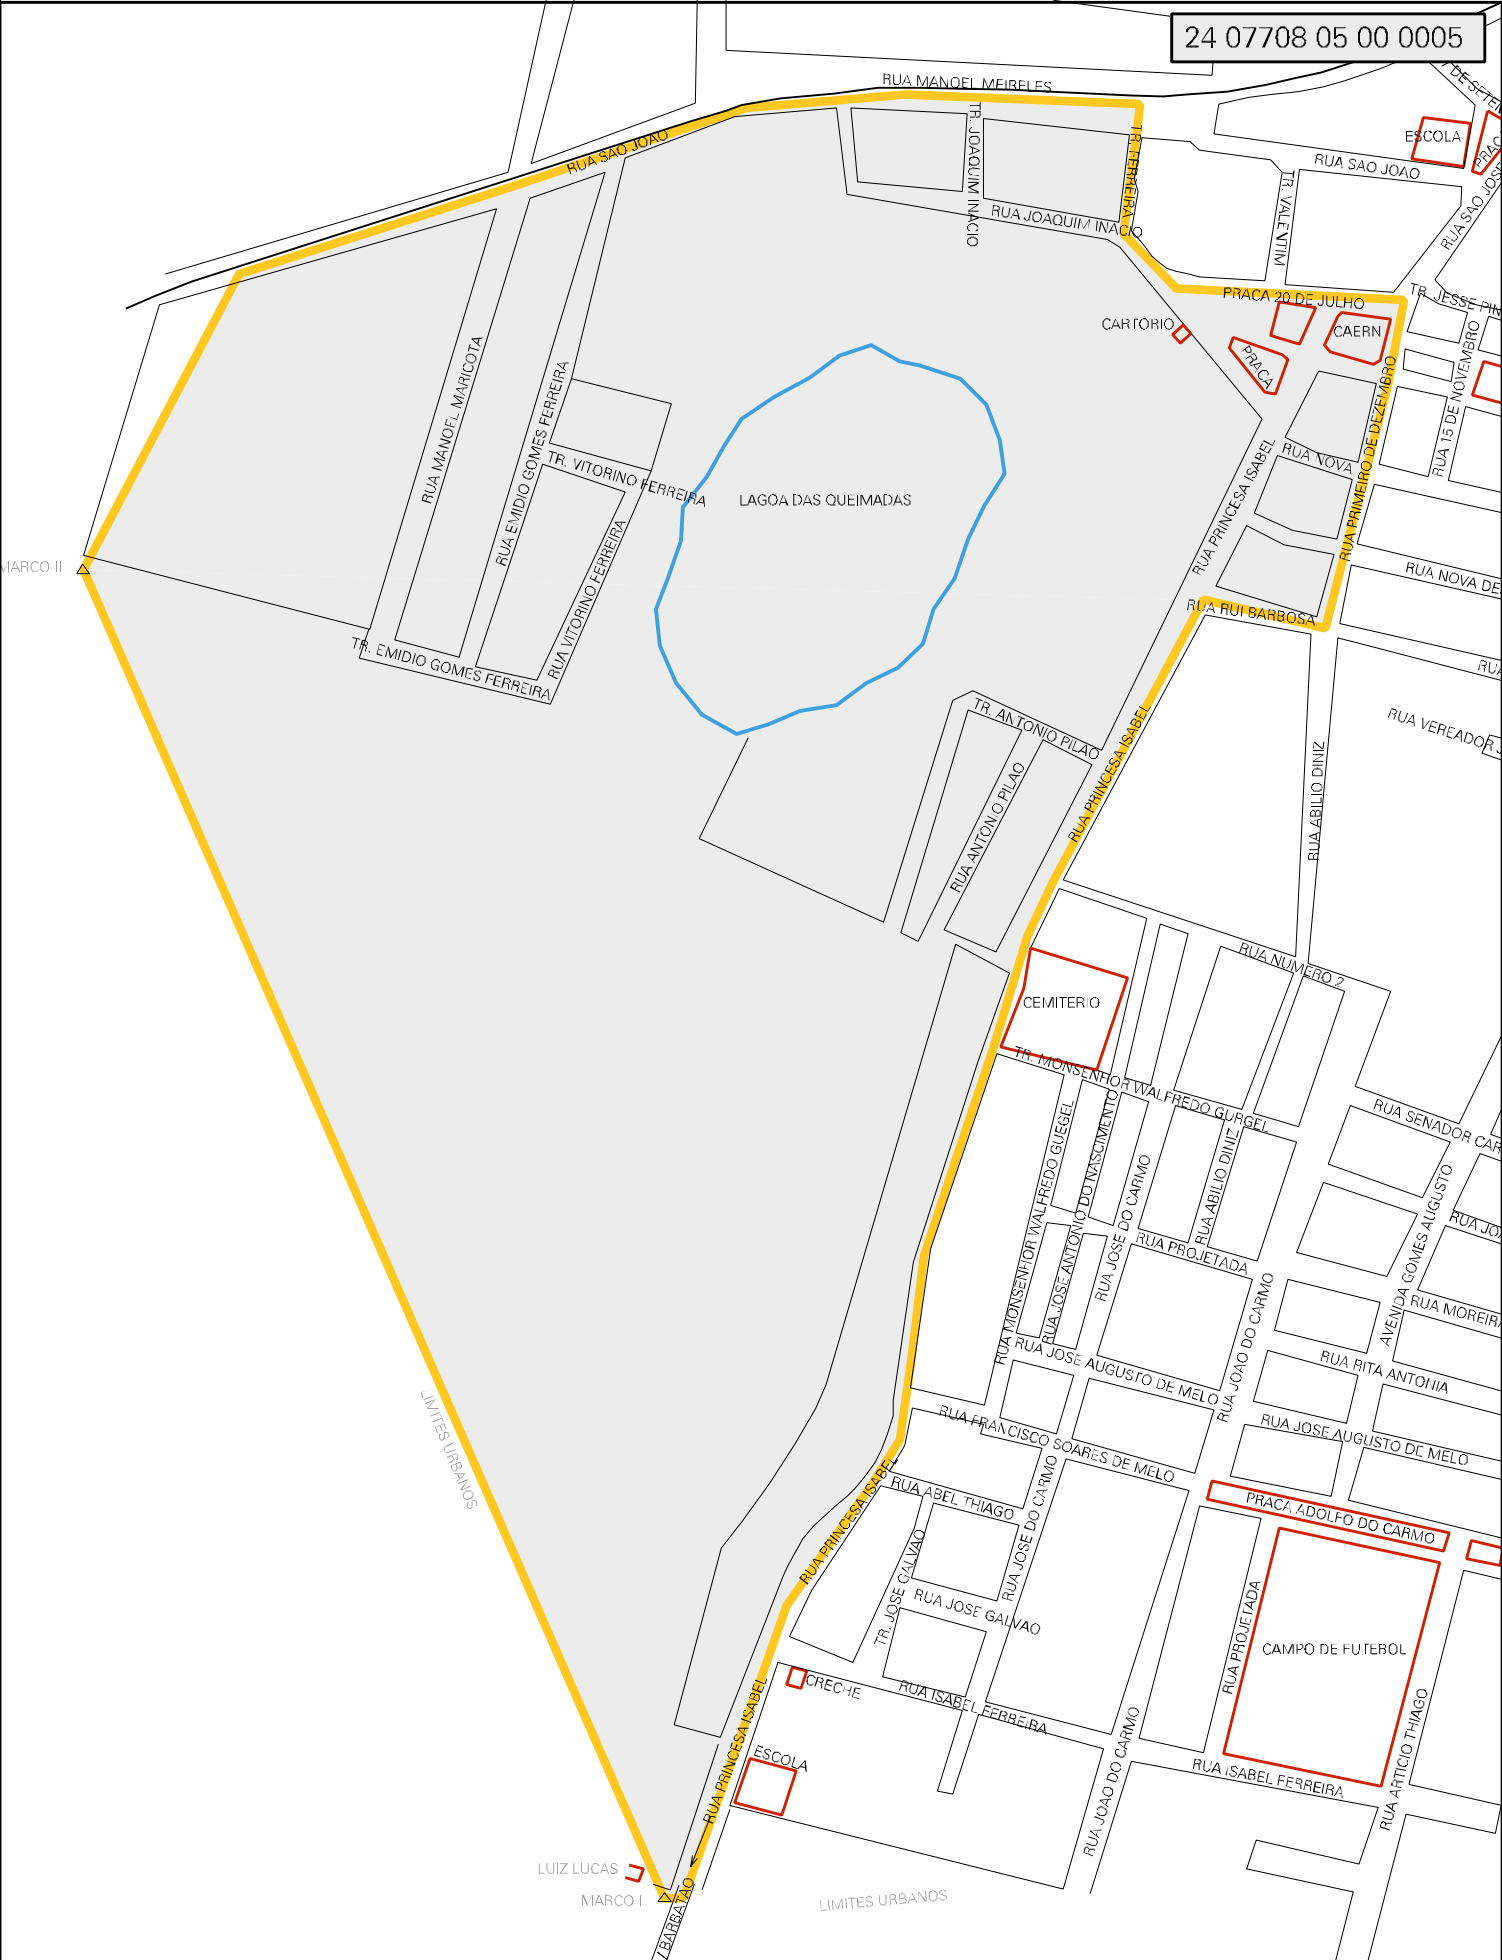 24 07708 05 00 0005
RUA MANOEL MEIRELES
ESCOLA
RUA SAO JOAO
RUA SAO JOAO
TR. JOAQUIM INACIO
TR. FERREIRA
TR. VALENTIM
RUA JOAQUIM INACIO
PRACA 20 DE JULHO
CARTORIO
CAERN
PRACA
RUA 15 DE NOVEMBRO
RUA MANOEL MARICOTA
RUA EMIDIO GOMES FERREIRA
TR. VITORINO FERREIRA
RUA VITORINO FERREIRA
LAGOA DAS QUEIMADAS
RUA NOVA
RUA PRINCESA ISABEL
RUA PRIMEIRO DE DEZEMBRO
MARCO II
RUA NOVA DE
RUA RUI BARBOSA
TR. EMIDIO GOMES FERREIRA
RUA
RUA VEREADOR
TR. ANTONIO PILAO
RUA ANTONIO PILAO
RUA PRINCESA ISABEL
RUA ABILIO DINIZ
RUA NUMERO 2
CEMITERIO
TR. MONSENHOR WALFREDO GURGEL
RUA SENADOR CAR
RUA MONSENHOR WALFREDO GUEGEL
RUA JOSE ANTONIO DO NASCIMENTO
RUA JOSE DO CARMO
RUA ABILIO DINIZ
RUA PROJETADA
AVENIDA GOMES AUGUSTO
RUA JOA
RUA MOREIRA
RUA JOAO DO CARMO
RUA JOSE AUGUSTO DE MELO
RUA RITA ANTONIA
LIMITES URBANOS
RUA FRANCISCO SOARES DE MELO
RUA JOSE AUGUSTO DE MELO
RUA PRINCESA ISABEL
RUA ABEL THIAGO
RUA JOSE DO CARMO
PRACA ADOLFO DO CARMO
TR. JOSE GALVAO
RUA JOSE GALVAO
RUA PROJETADA
CAMPO DE FUTEBOL
CRECHE
RUA ISABEL FERREIRA
RUA PRINCESA ISABEL
ESCOLA
RUA JOAO DO CARMO
RUA ISABEL FERREIRA
RUA ARTICIO THIAGO
LUIZ LUCAS
MARCO I
LIMITES URBANOS
/BARBATAO
TR. JESSE PIN
RUA SAO JOSE
PRAC